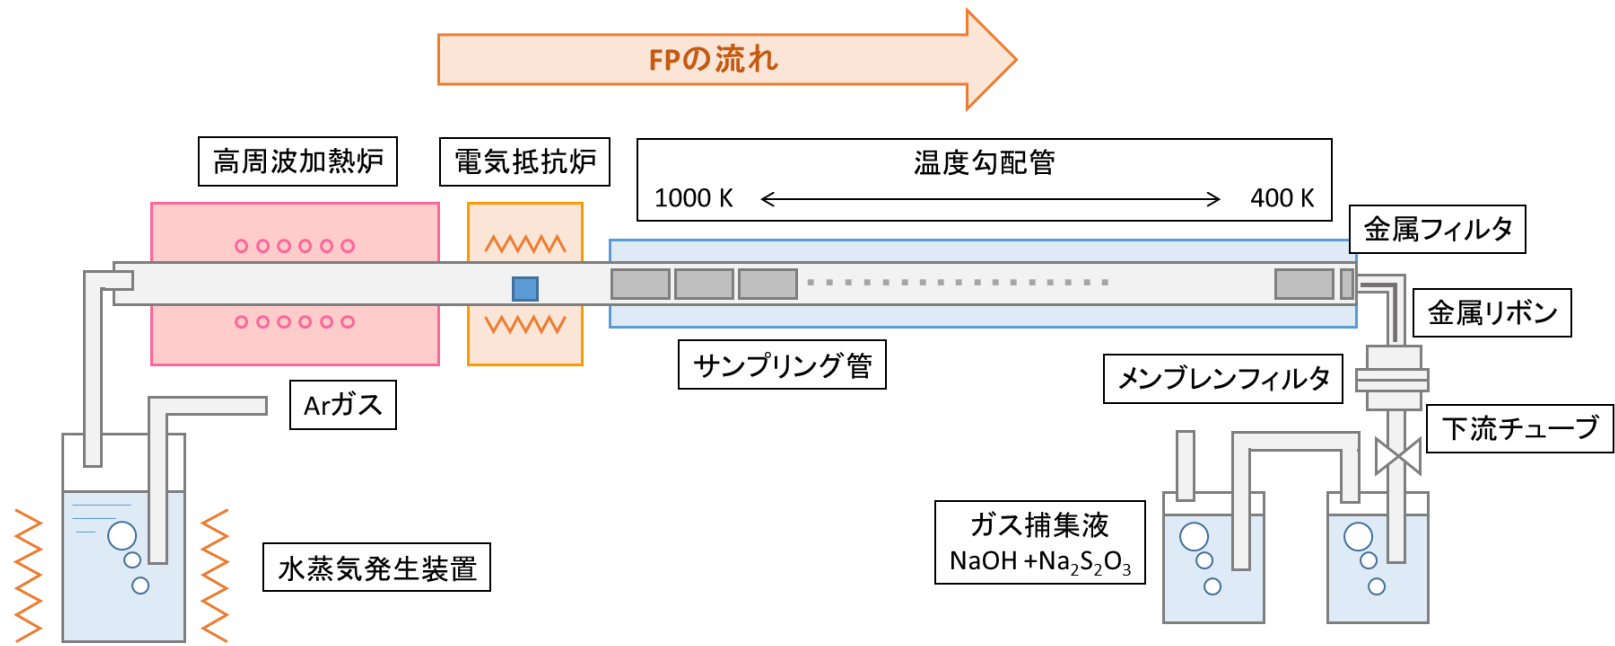 FPの流れ
高周波加熱炉
電気抵抗炉
温度勾配管
1000 K
400 K
金属フィルタ
金属リボン
サンプリング管
メンブレンフィルタ
Arガス
下流チューブ
ガス捕集液
NaOH +Na₂S₂O₃
水蒸気発生装置